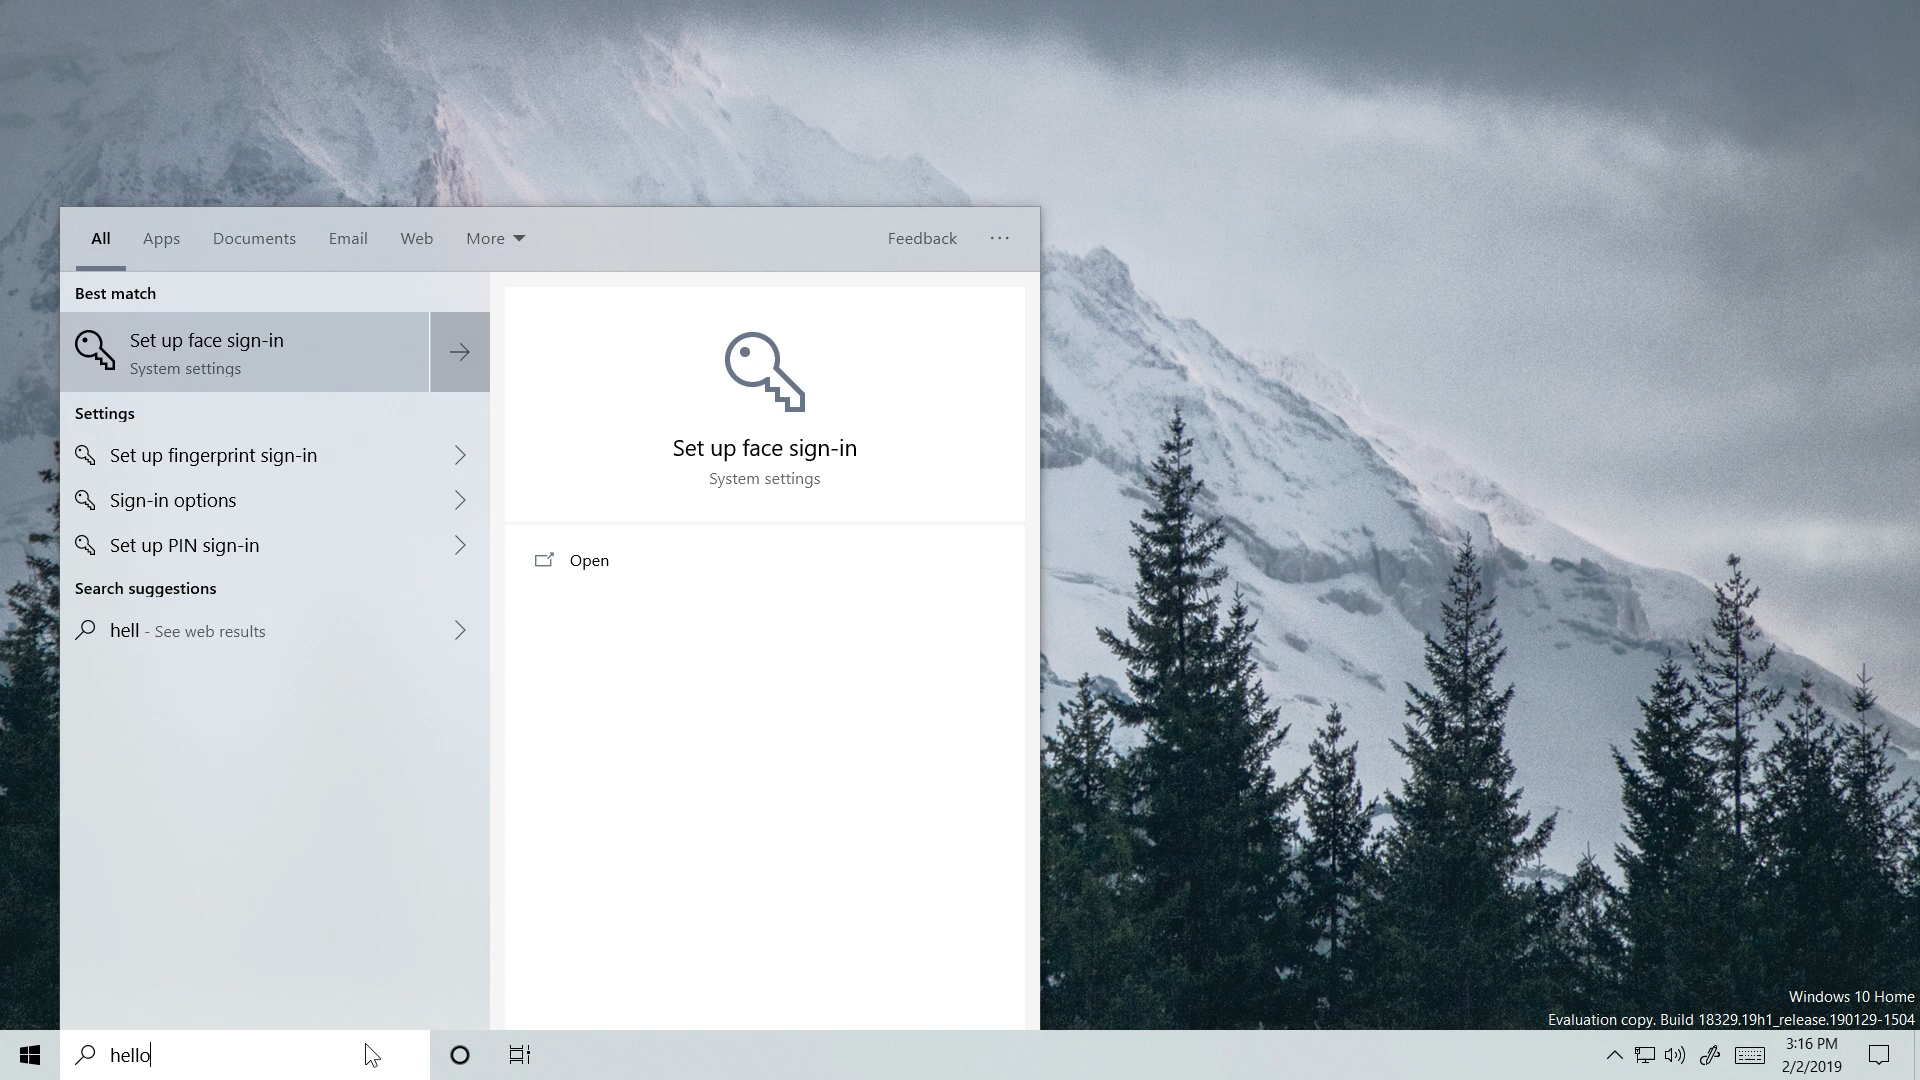 All Apps Documents Email Web More Feedback ···
Best match
Set up face sign-in
System settings
Settings
Set up fingerprint sign-in
Sign-in options
Set up PIN sign-in
Search suggestions
hell - See web results
Set up face sign-in
System settings
Open
Windows 10 Home
Evaluation copy. Build 18329.19h1_release.190129-1504
hello
3:16 PM
2/2/2019